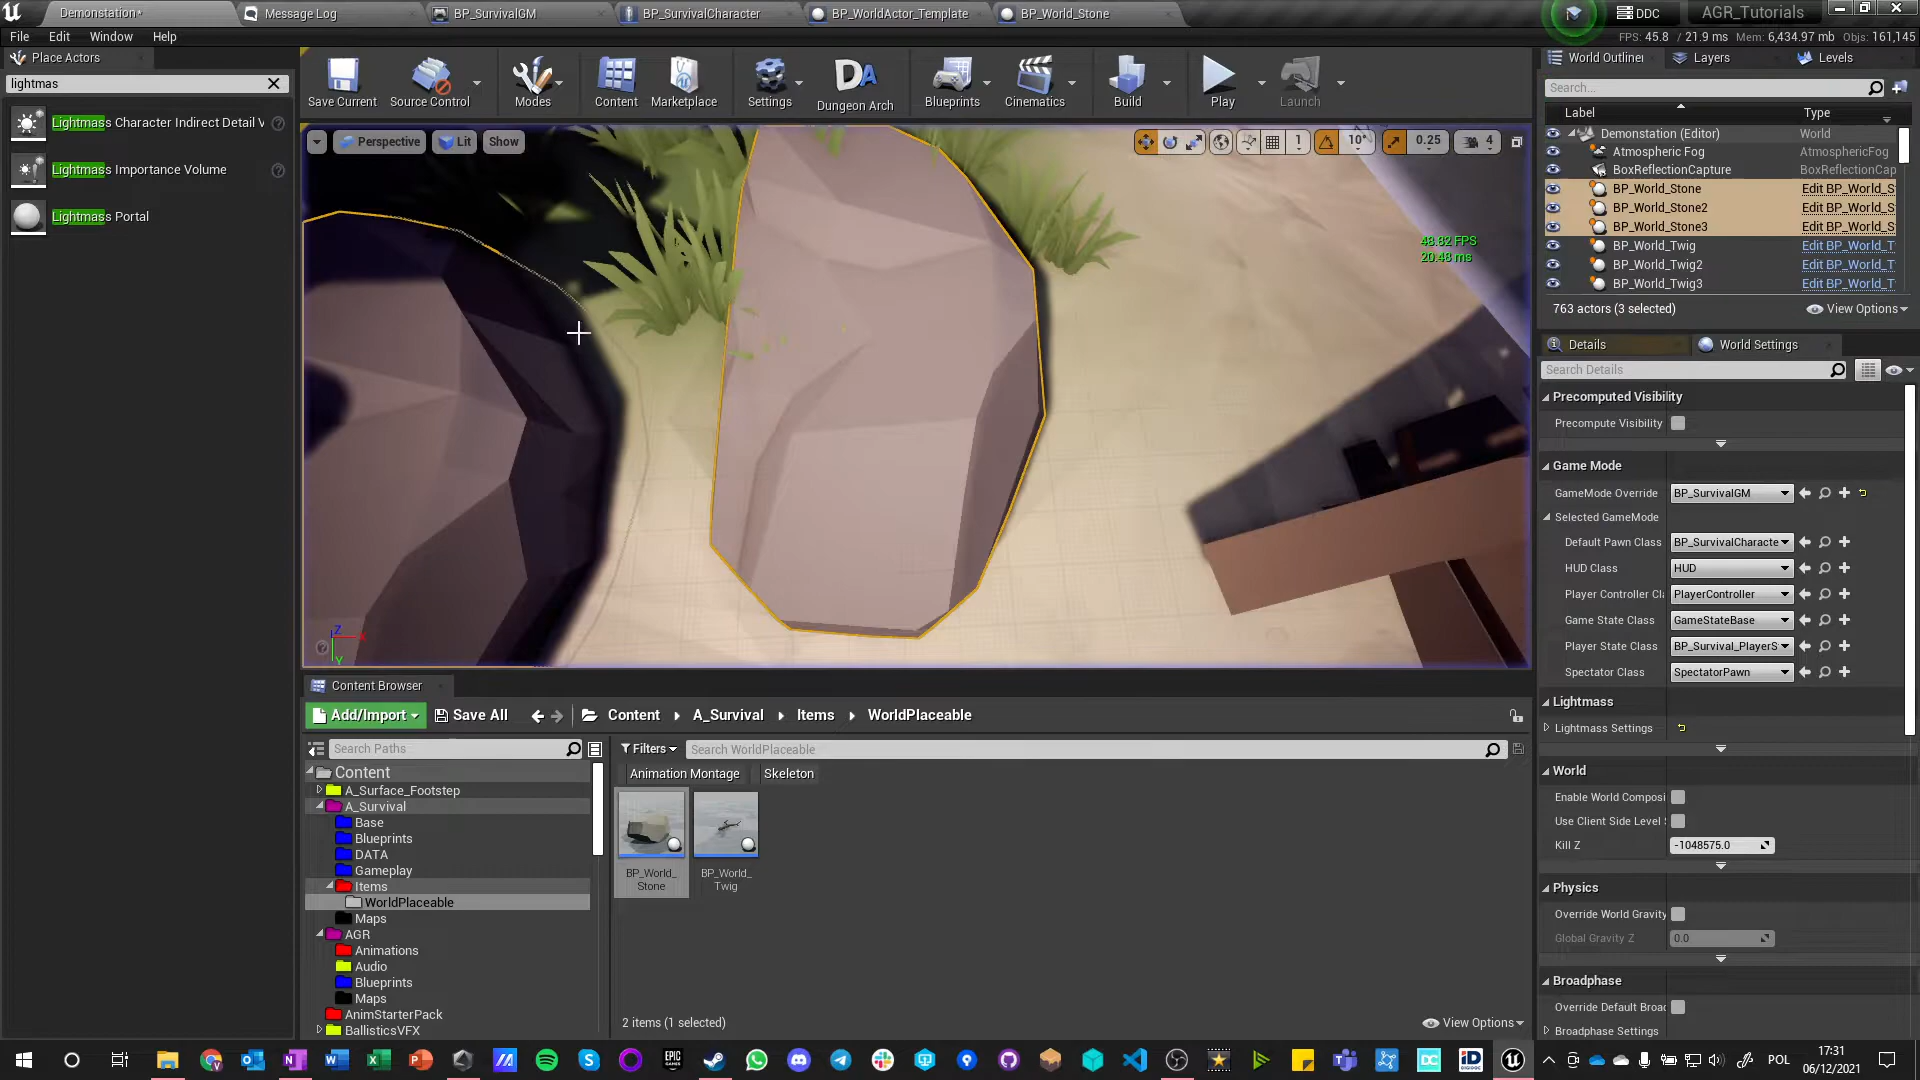 Demonstation*
Message Log
BP_SurvivalGM
BP_SurvivalCharacter
BP_WorldActor_Template
BP_World_Stone
DDC
AGR_Tutorials
File
Edit
Window
Help
FPS: 45.8 / 21.9 ms
Mem: 6,434.97 mb
Objs: 161,145
Place Actors
lightmas
Lightmass Character Indirect Detail V
Lightmass Importance Volume
Lightmass Portal
Save Current
Source Control
Modes
Content
Marketplace
Settings
Dungeon Arch
Blueprints
Cinematics
Build
Play
Launch
Perspective
Lit
Show
1
10°
0.25
4
48.82 FPS
20.48 ms
Z
X
Y
World Outliner
Layers
Levels
Search...
Label
Type
Demonstation (Editor)
World
Atmospheric Fog
AtmosphericFog
BoxReflectionCapture
BoxReflectionCap
BP_World_Stone
Edit BP_World_S
BP_World_Stone2
Edit BP_World_S
BP_World_Stone3
Edit BP_World_S
BP_World_Twig
Edit BP_World_T
BP_World_Twig2
Edit BP_World_T
BP_World_Twig3
Edit BP_World_T
763 actors (3 selected)
View Options
Details
World Settings
Search Details
Precomputed Visibility
Precompute Visibility
Game Mode
GameMode Override
BP_SurvivalGM
Selected GameMode
Default Pawn Class
BP_SurvivalCharacte
HUD Class
HUD
Player Controller Cl
PlayerController
Game State Class
GameStateBase
Player State Class
BP_Survival_PlayerS
Spectator Class
SpectatorPawn
Lightmass
Lightmass Settings
World
Enable World Composi
Use Client Side Level S
Kill Z
-1048575.0
Physics
Override World Gravity
Global Gravity Z
0.0
Broadphase
Override Default Broad
Broadphase Settings
Content Browser
Add/Import
Save All
Content
A_Survival
Items
WorldPlaceable
Search Paths
Filters
Search WorldPlaceable
Animation Montage
Skeleton
Content
A_Surface_Footstep
A_Survival
Base
Blueprints
DATA
Gameplay
Items
WorldPlaceable
Maps
AGR
Animations
Audio
Blueprints
Maps
AnimStarterPack
BallisticsVFX
BP_World_
Stone
BP_World_
Twig
2 items (1 selected)
View Options
EPIC
GAMES
POL
17:31
06/12/2021